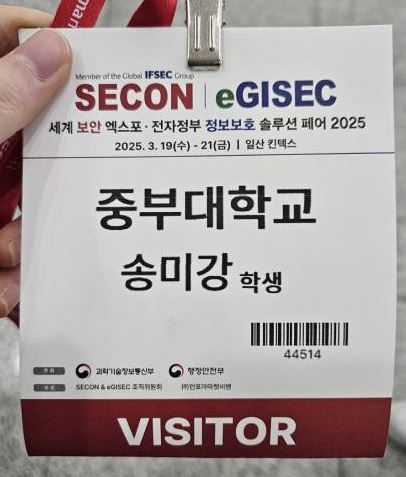 man
Member of the Global IFSEC Group
SECON | eGISEC
세계 보안 엑스포 · 전자정부 정보보호 솔루션 페어 2025
2025. 3. 19(수) - 21(금) | 일산 킨텍스
중부대학교
송미강 학생
44514
주최 과학기술정보통신부 행정안전부
SECON & eGISEC 조직위원회 ㈜인포마마켓비엔
VISITOR